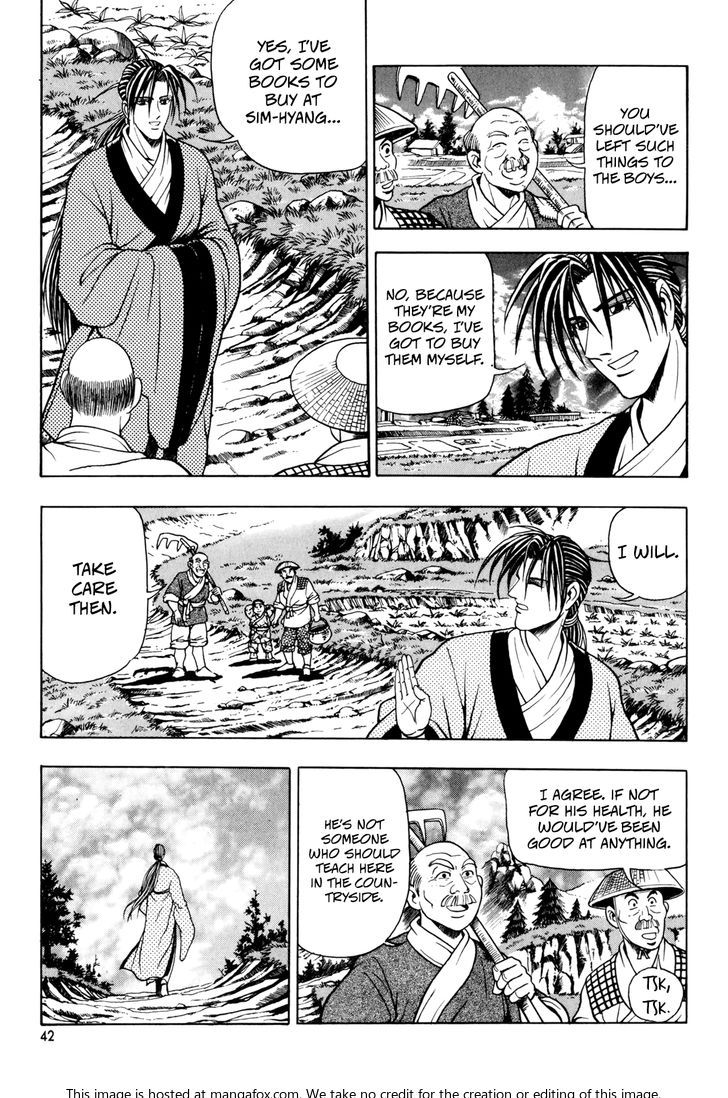 YES, I'VE
GOT SOME
BOOKS TO
BUY AT
SIM-HYANG...
YOU
SHOULD'VE
LEFT SUCH
THINGS TO
THE BOYS...
NO, BECAUSE
THEY'RE MY
BOOKS, I'VE
GOT TO BUY
THEM MYSELF.
TAKE
CARE
THEN.
I WILL.
HE'S NOT
SOMEONE
WHO SHOULD
TEACH HERE
IN THE COUN-
TRYSIDE.
I AGREE. IF NOT
FOR HIS HEALTH, HE
WOULD'VE BEEN
GOOD AT ANYTHING.
TSK,
TSK.
42
This image is hosted at mangafox.com. We take no credit for the creation or editing of this image.